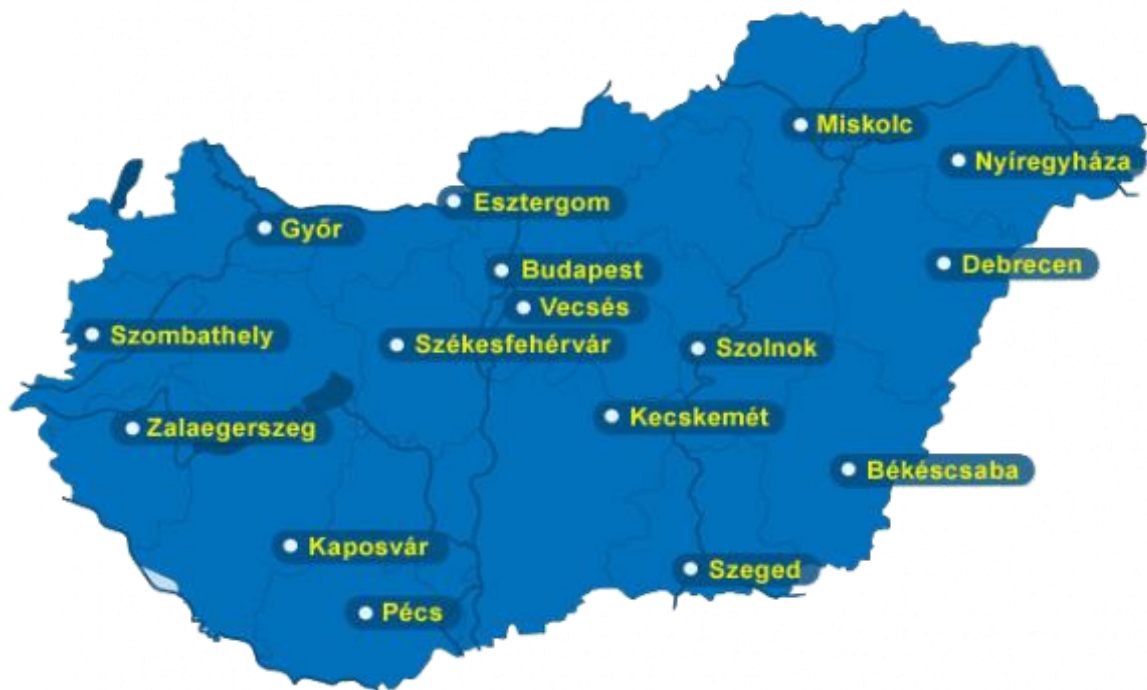 Miskolc
Nyíregyháza
Esztergom
Győr
Debrecen
Budapest
Vecsés
Szombathely
Székesfehérvár
Szolnok
Kecskemét
Zalaegerszeg
Békéscsaba
Kaposvár
Szeged
Pécs